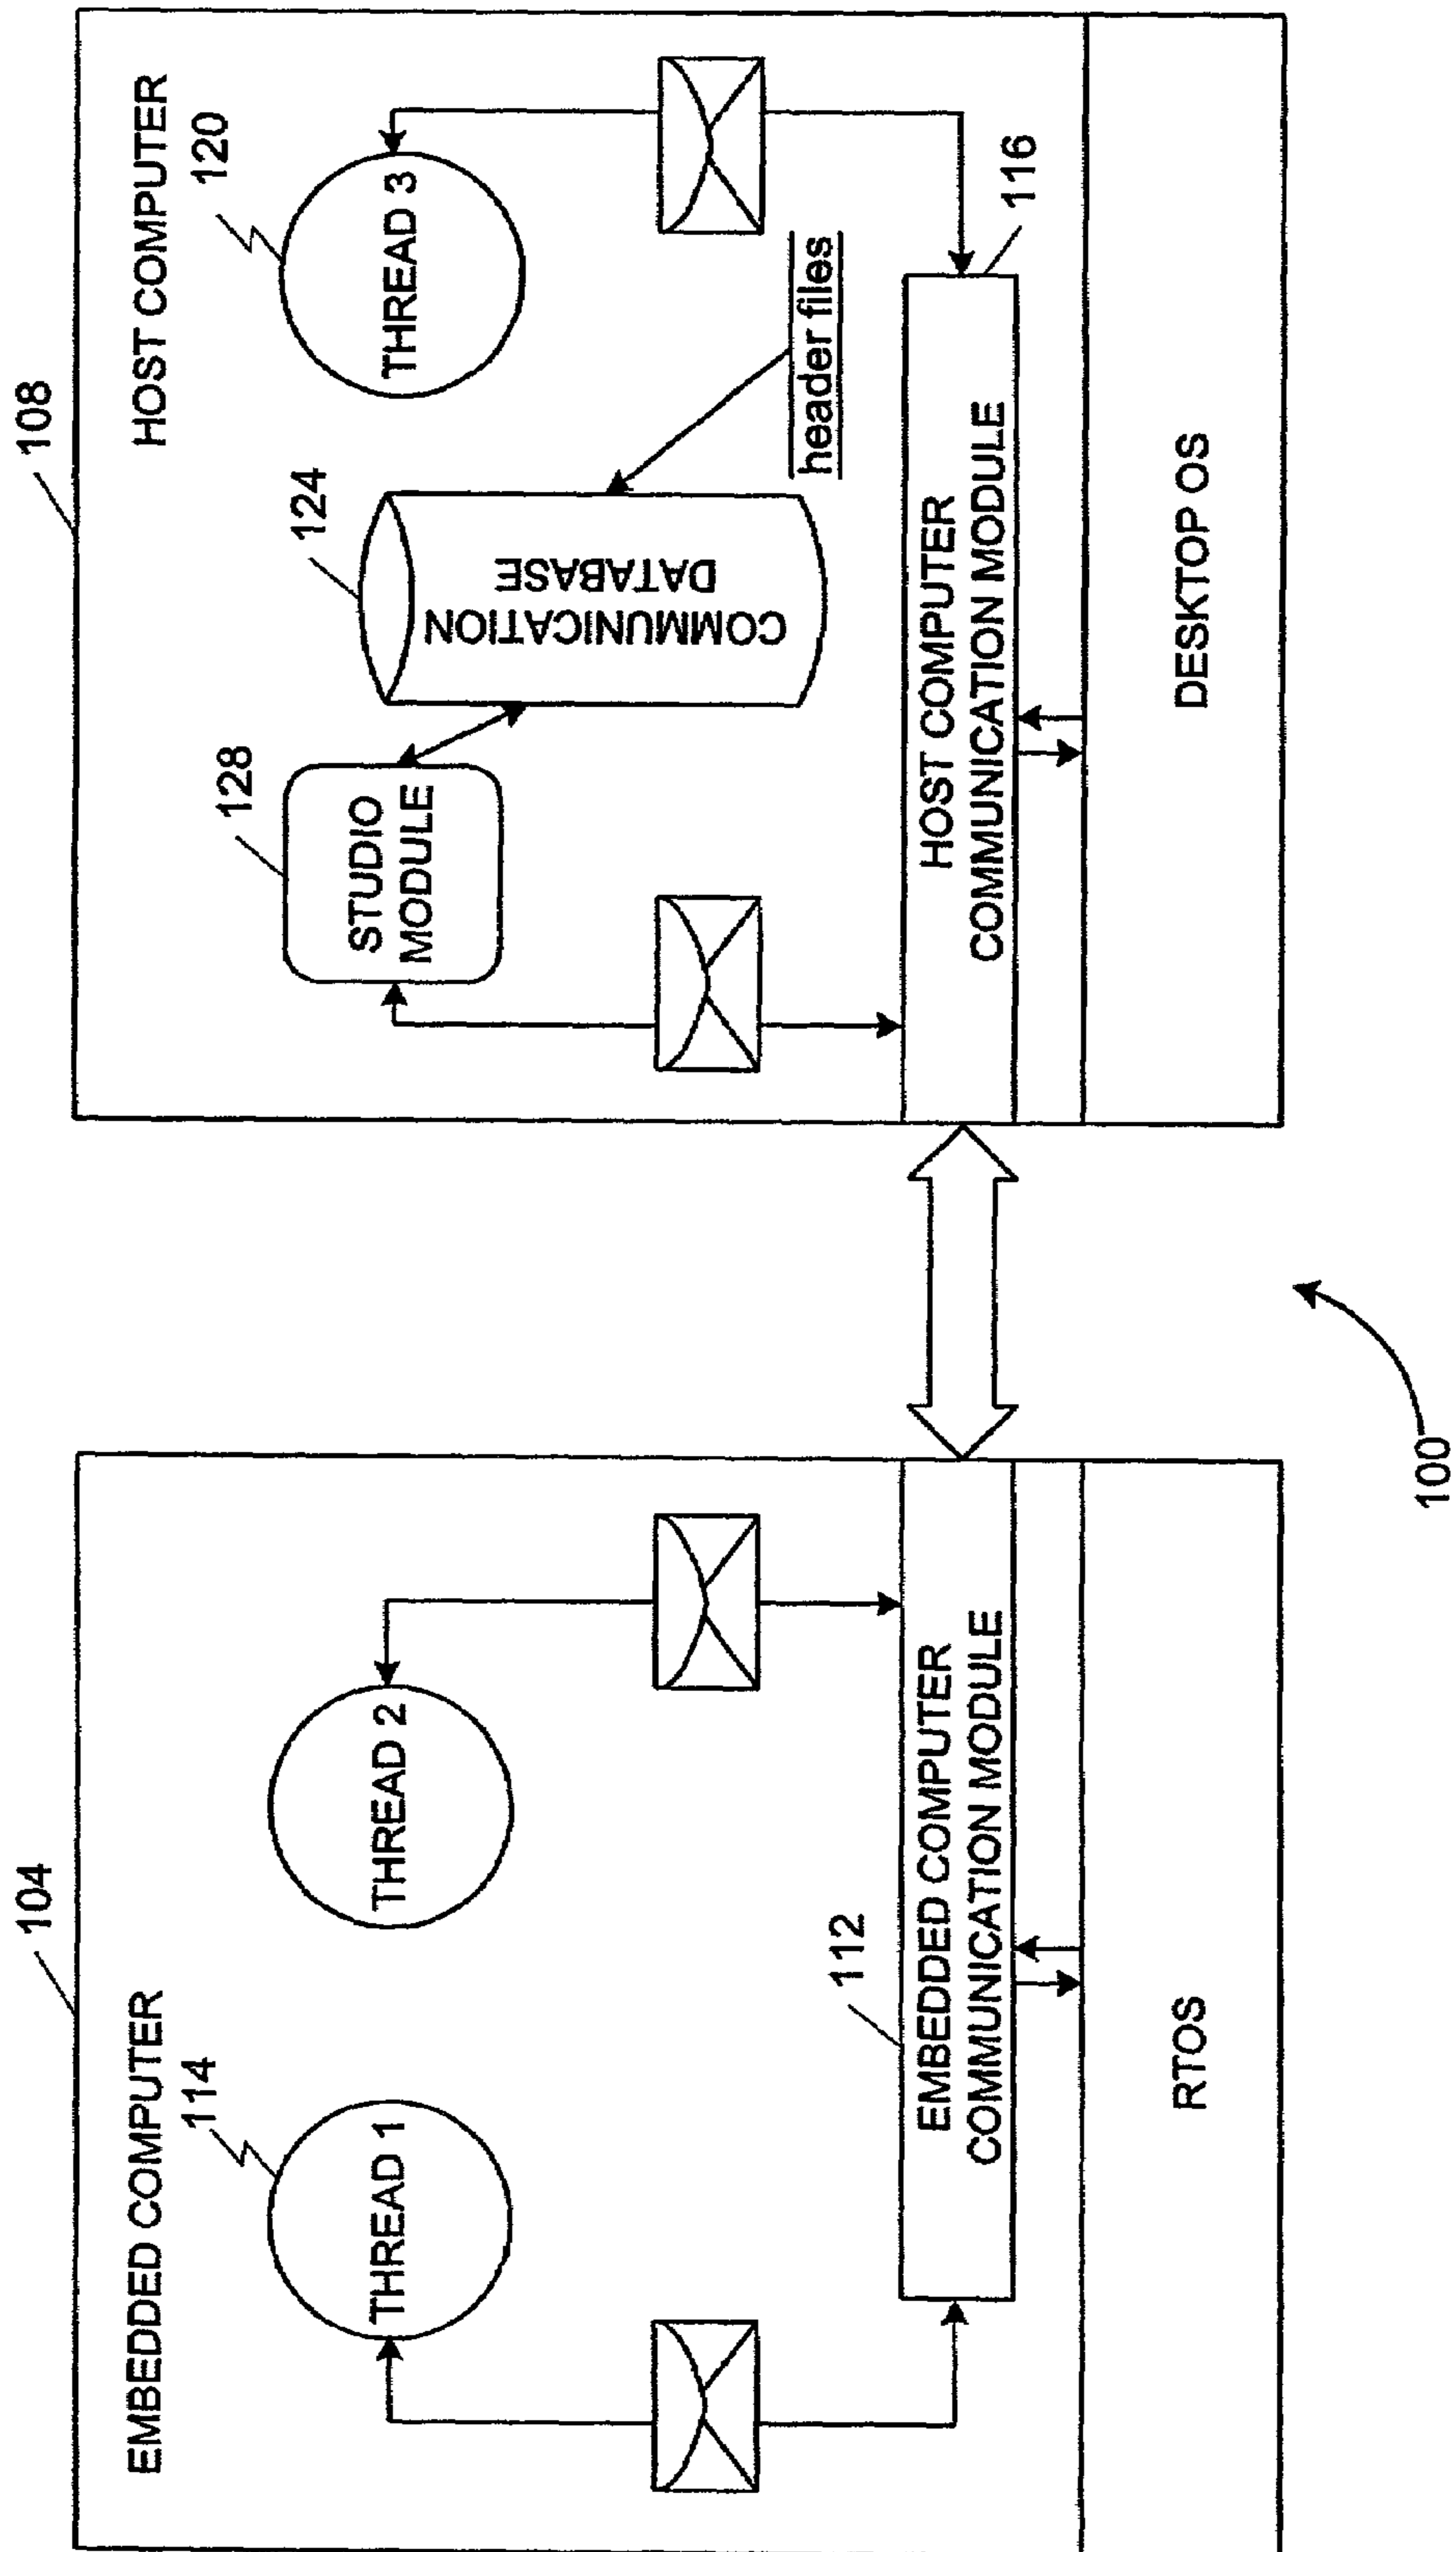 104
EMBEDDED COMPUTER
114
THREAD 1
THREAD 2
112
EMBEDDED COMPUTER
COMMUNICATION MODULE
RTOS
108
HOST COMPUTER
128
STUDIO
MODULE
124
COMMUNICATION
DATABASE
120
THREAD 3
header files
116
HOST COMPUTER
COMMUNICATION MODULE
DESKTOP OS
100